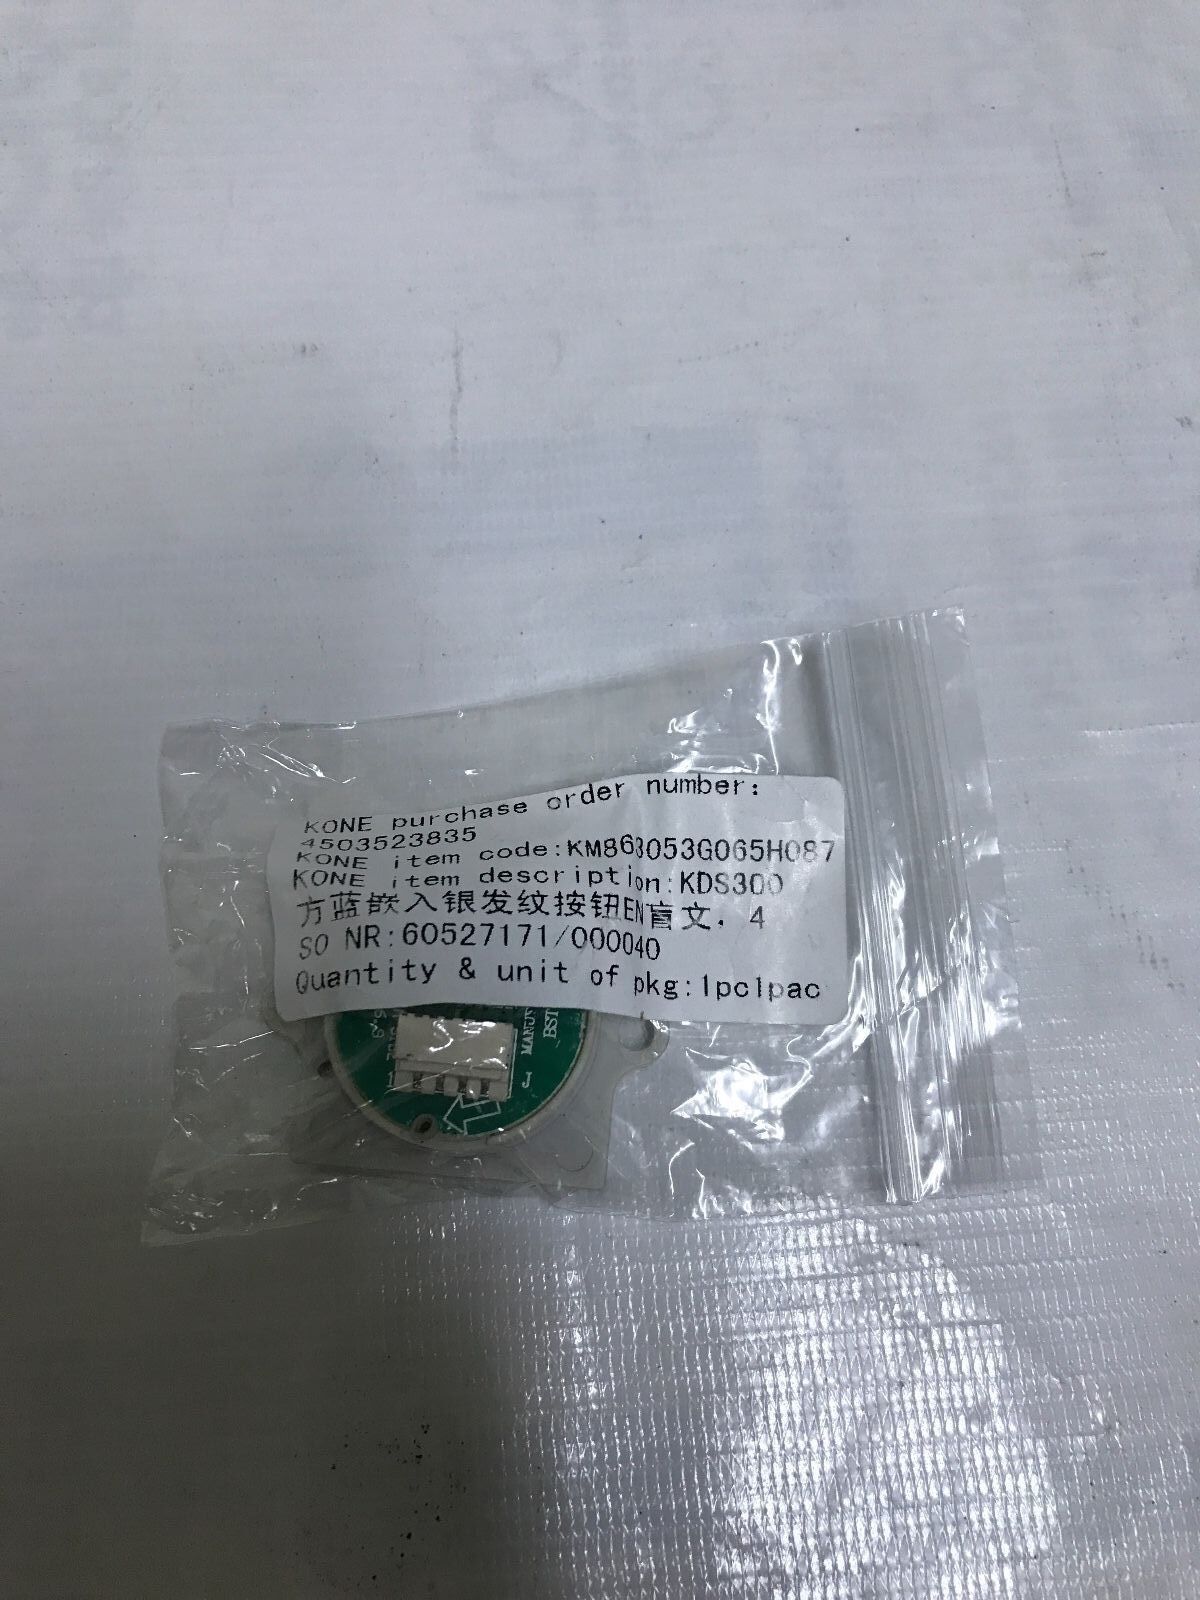 KONE purchase order number:
4503523835
KONE item code:KM863053G065H087
KONE item description:KDS300
方蓝嵌入银发纹按钮EN盲文，4
SO NR:60527171/000040
Quantity & unit of pkg:1pc1pac
1
J